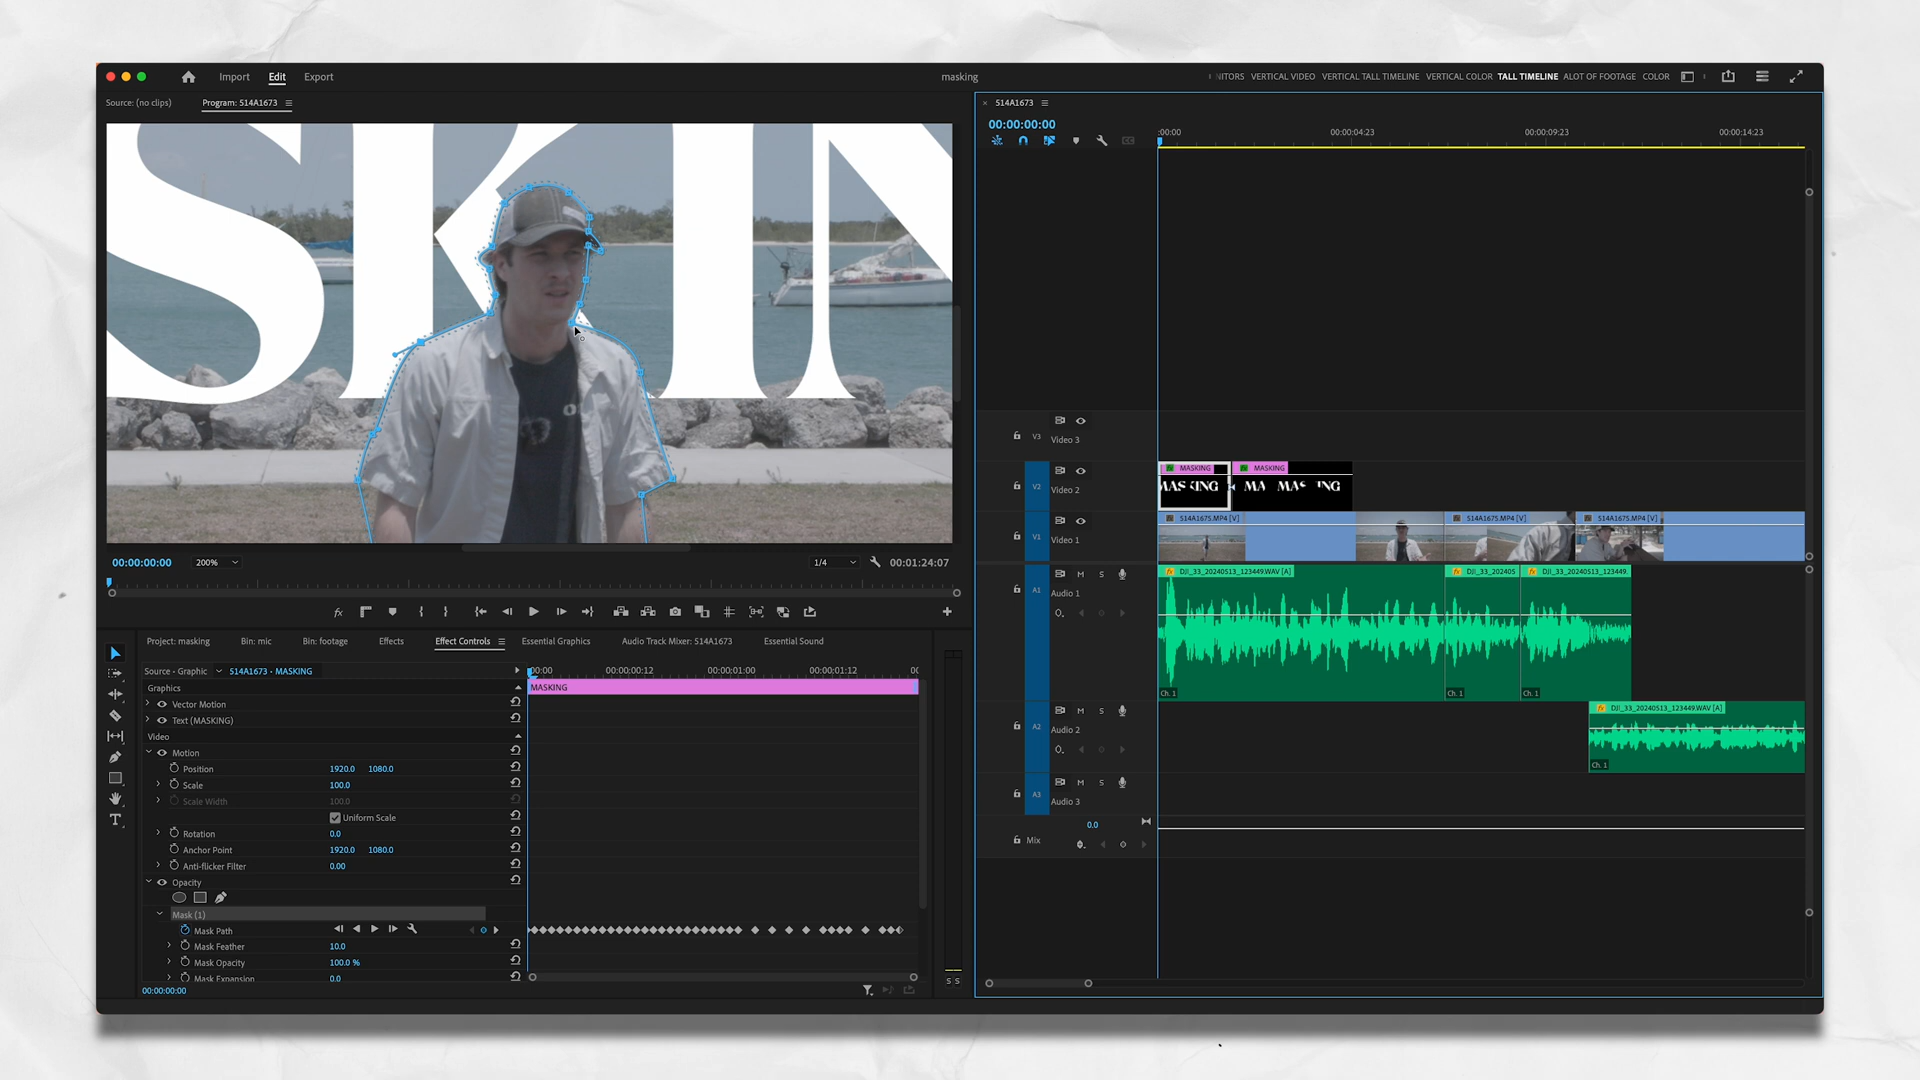 Import Edit Export masking NITORS VERTICAL VIDEO VERTICAL TALL TIMELINE VERTICAL COLOR TALL TIMELINE ALOT OF FOOTAGE COLOR
Source: (no clips) Program: 514A1673
SKIN
00:00:00:00 200% 1/4 00:01:24:07
Project: masking Bin: mic Bin: footage Effects Effect Controls Essential Graphics Audio Track Mixer: 514A1673 Essential Sound
Source • Graphic 514A1673 • MASKING
:00:00 00:00:00:12 00:00:01:00 00:00:01:12 00
Graphics MASKING
Vector Motion
Text (MASKING)
Video
Motion
Position 1920.0 1080.0
Scale 100.0
Scale Width 100.0
Uniform Scale
Rotation 0.0
Anchor Point 1920.0 1080.0
Anti-flicker Filter 0.00
Opacity
Mask (1)
Mask Path
Mask Feather 10.0
Mask Opacity 100.0 %
Mask Expansion 0.0
00:00:00:00
S S
514A1673
00:00:00:00
:00:00 00:00:04:23 00:00:09:23 00:00:14:23
V3 Video 3
MASKING MASKING
V2 Video 2
514A1675.MP4 [V] 514A1675.MP4 [V] 514A1675.MP4 [V]
V1 Video 1
M S DJI_33_20240513_123449.WAV [A] DJI_33_202405 DJI_33_20240513_123449.
A1 Audio 1
Ch. 1 Ch. 1 Ch. 1
M S DJI_33_20240513_123449.WAV [A]
A2 Audio 2
Ch. 1
M S
A3 Audio 3
0.0
Mix